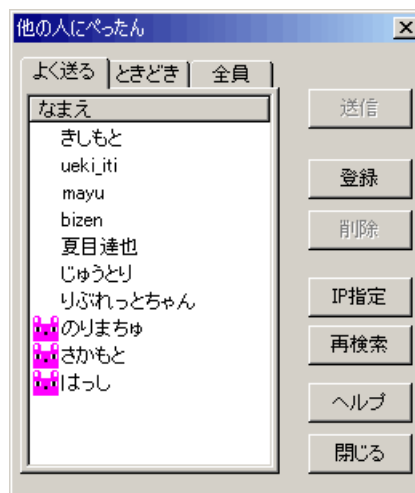 他の人にぺったん
よく送る ときどき 全員
なまえ
きしもと
ueki_iti
mayu
bizen
夏目達也
じゅうとり
りぶれっとちゃん
のりまちゅ
さかもと
はっし
送信
登録
削除
IP指定
再検索
ヘルプ
閉じる